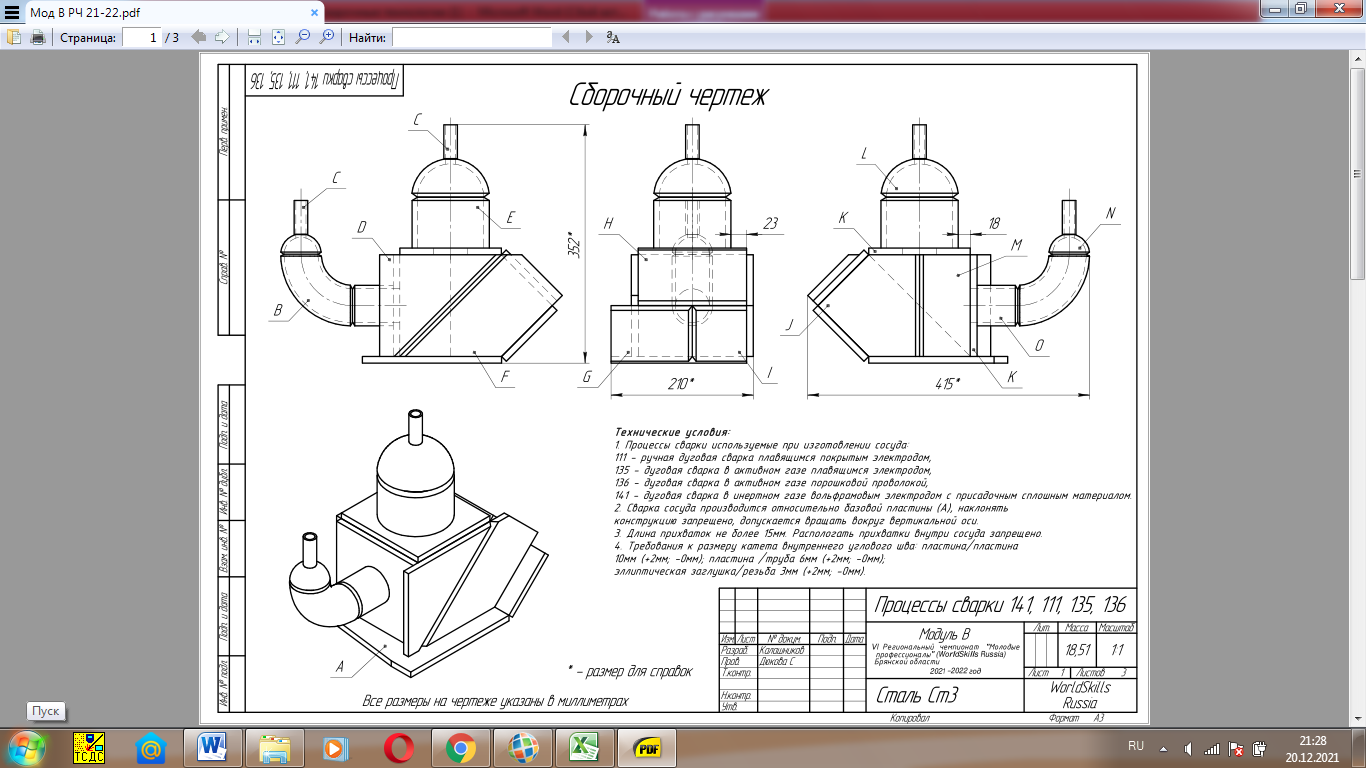 Мод В РЧ 21-22.pdf
Страница: 1 / 3 Найти:
Процессы сварки 141, 111, 135, 136
Сборочный чертеж
Перв. примен.
Справ. №
Подп. и дата
Инв. № дубл.
Взам. инв. №
Подп. и дата
Инв. № подл.
C
C
D
E
B
F
352*
H
23
G
I
210*
L
K
18
M
N
J
O
K
415*
A
Технические условия:
1. Процессы сварки используемые при изготовлении сосуда:
111 - ручная дуговая сварка плавящимся покрытым электродом,
135 - дуговая сварка в активном газе плавящимся электродом,
136 - дуговая сварка в активном газе порошковой проволокой,
141 - дуговая сварка в инертном газе вольфрамовым электродом с присадочным сплошным материалом.
2. Сварка сосуда производится относительно базовой пластины (А), наклонять
конструкцию запрещено, допускается вращать вокруг вертикальной оси.
3. Длина прихваток не более 15мм. Распологать прихватки внутри сосуда запрещено.
4. Требования к размеру катета внутреннего углового шва: пластина/пластина
10мм (+2мм; -0мм); пластина /труба 6мм (+2мм; -0мм);
эллиптическая заглушка/резьба 3мм (+2мм; -0мм).
* - размер для справок
Все размеры на чертеже указаны в миллиметрах
Процессы сварки 141, 111, 135, 136
Изм. Лист № докум. Подп. Дата
Разраб. Калашников
Пров. Дюкова С
Т.контр.
Н.контр.
Утв.
Модуль В
VI Региональный чемпионат "Молодые
профессионалы" (WorldSkills Russia)
Брянской области
2021 -2022 год
Лит. Масса Масштаб
18,51 1:1
Лист 1 Листов 3
Сталь Ст3
WorldSkills
Russia
Копировал Формат А3
Пуск
ТСДС
PDF
RU
21:28
20.12.2021